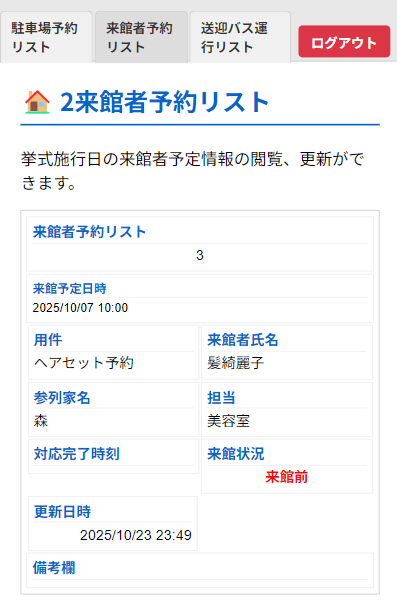 駐車場予約
リスト
来館者予約
リスト
送迎バス運
行リスト
ログアウト
2来館者予約リスト
挙式施行日の来館者予定情報の閲覧、更新がで
きます。
来館者予約リスト
3
来館予定日時
2025/10/07 10:00
用件
ヘアセット予約
来館者氏名
髪綺麗子
参列家名
森
担当
美容室
対応完了時刻
来館状況
来館前
更新日時
2025/10/23 23:49
備考欄